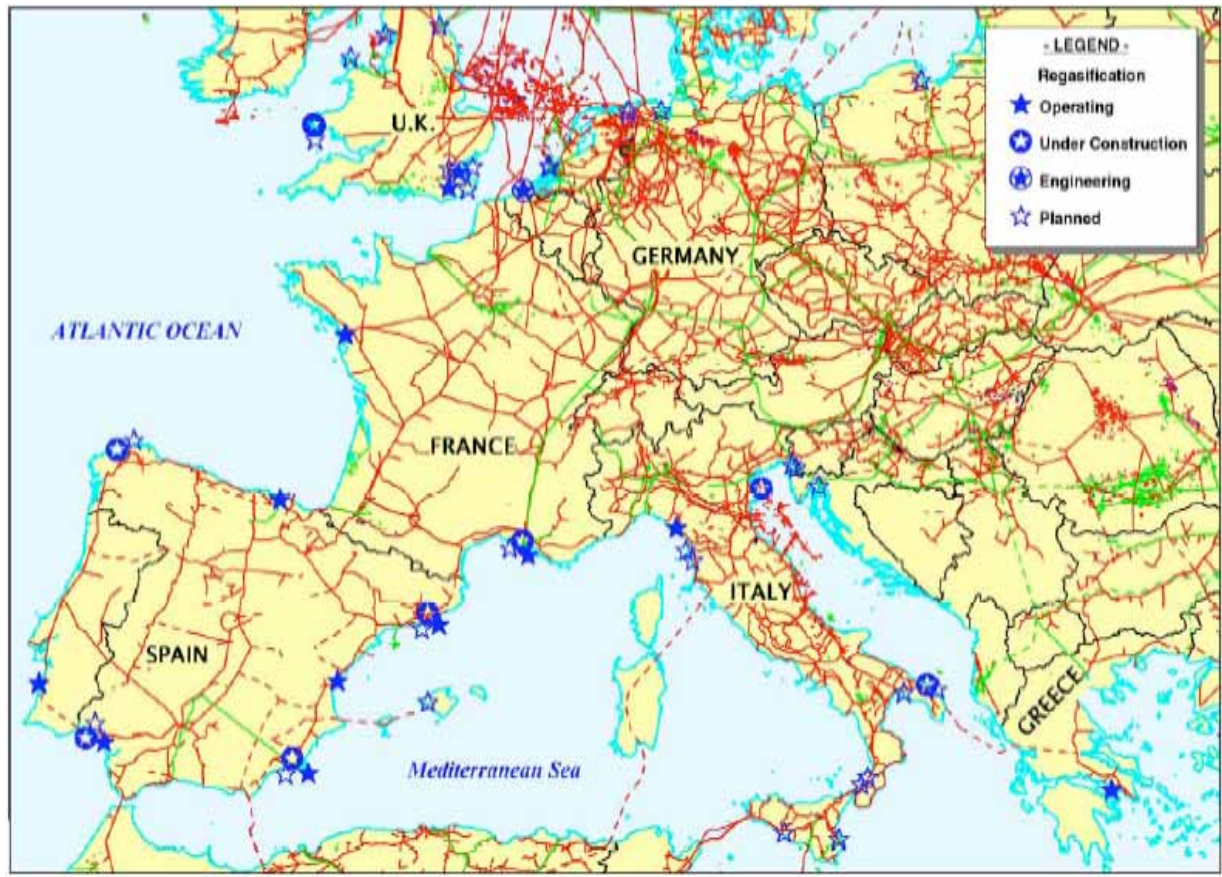 - LEGEND -
Regasification
Operating
Under Construction
Engineering
Planned
U.K.
GERMANY
ATLANTIC OCEAN
FRANCE
ITALY
SPAIN
GREECE
Mediterranean Sea